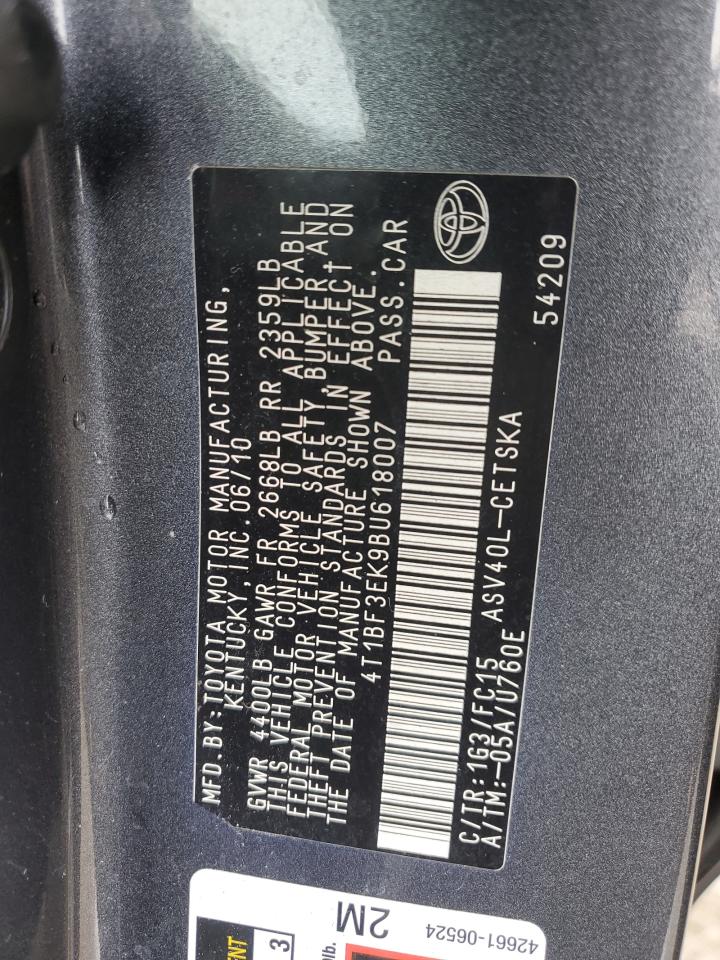 MFD.BY:TOYOTA MOTOR MANUFACTURING,
KENTUCKY,INC.06/10
GVWR 4400LB GAWR FR 2668LB RR 2359LB
THIS VEHICLE CONFORMS TO ALL APPLICABLE
FEDERAL MOTOR VEHICLE SAFETY,BUMPER,AND
THEFT PREVENTION STANDARDS IN EFFECT ON
THE DATE OF MANUFACTURE SHOWN ABOVE.
4T1BF3EK9BU618007 PASS.CAR
C/TR:1G3/FC15 ASV40L-CETSKA
A/TM:-05A/U760E 54209
2M
42661-06524
3
lb.